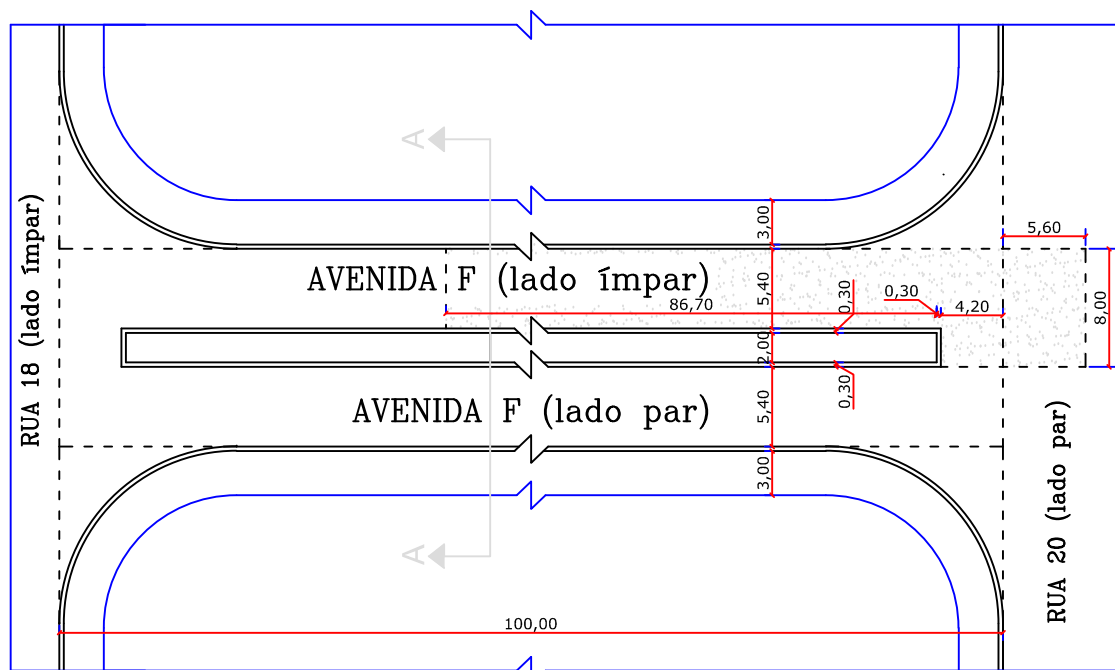 A
RUA 18 (lado ímpar)
3,00
5,60
AVENIDA F (lado ímpar)
5,40
86,70
0,30
0,30
4,20
8,00
2,00
0,30
AVENIDA F (lado par)
5,40
3,00
RUA 20 (lado par)
A
100,00